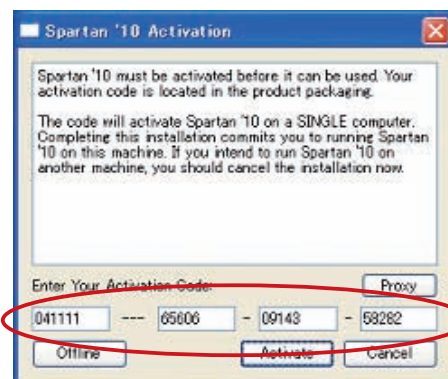 Spartan '10 Activation
Spartan '10 must be activated before it can be used. Your
activation code is located in the product packaging.
The code will activate Spartan '10 on a SINGLE computer.
Completing this installation commits you to running Spartan
'10 on this machine. If you intend to run Spartan '10 on
another machine, you should cancel the installation now.
Enter Your Activation Code:
Proxy
041111 --- 65606 - 09143 - 58282
Offline Activate Cancel